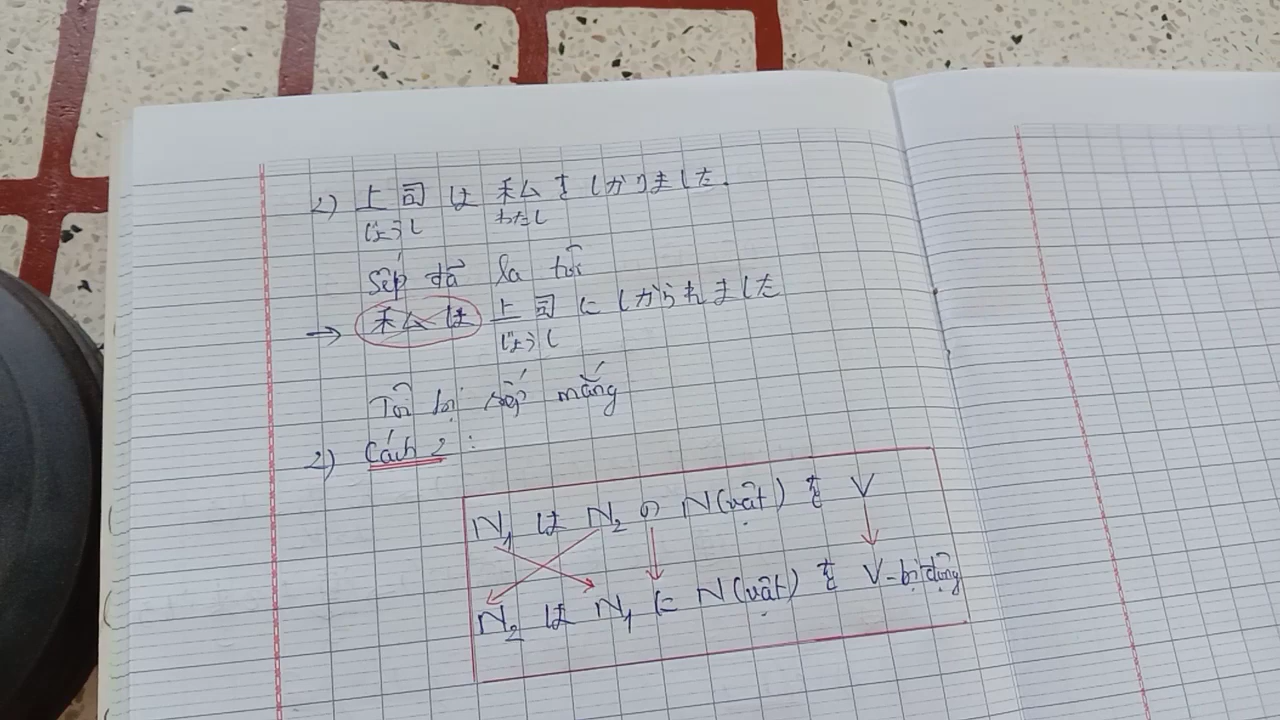 2) 上司は私をしかりました.
じょうし わたし
Sếp đã la tôi
→ 私は上司にしかられました
じょうし
Tôi bị sếp mắng
2) Cách 2 :
N₁ は N₂ の N(vật) を V
N₂ は N₁ に N(vật) を V-bị động